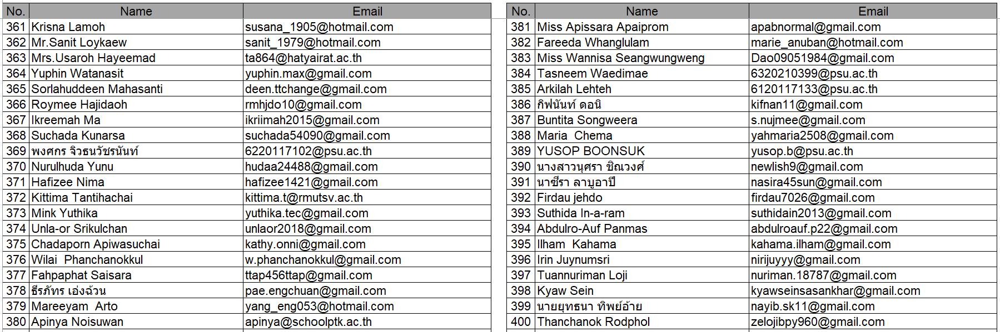 No. Name Email
361 Krisna Lamoh susana_1905@hotmail.com
362 Mr.Sanit Loykaew sanit_1979@hotmail.com
363 Mrs.Usaroh Hayeemad ta864@hatyairat.ac.th
364 Yuphin Watanasit yuphin.max@gmail.com
365 Sorlahuddeen Mahasanti deen.ttchange@gmail.com
366 Roymee Hajidaoh rmhjdo10@gmail.com
367 Ikreemah Ma ikriimah2015@gmail.com
368 Suchada Kunarsa suchada54090@gmail.com
369 พงศกร จิวธนวัชรนันท์ 6220117102@psu.ac.th
370 Nurulhuda Yunu hudaa24488@gmail.com
371 Hafizee Nima hafizee1421@gmail.com
372 Kittima Tantihachai kittima.t@rmutsv.ac.th
373 Mink Yuthika yuthika.tec@gmail.com
374 Unla-or Srikulchan unlaor2018@gmail.com
375 Chadaporn Apiwasuchai kathy.onni@gmail.com
376 Wilai  Phanchanokkul w.phanchanokkul@gmail.com
377 Fahpaphat Saisara ttap456ttap@gmail.com
378 ธีรภัทร เอ่งฉ้วน pae.engchuan@gmail.com
379 Mareeyam  Arto yang_eng053@hotmail.com
380 Apinya Noisuwan apinya@schoolptk.ac.th
No. Name Email
381 Miss Apissara Apaiprom apabnormal@gmail.com
382 Fareeda Whanglulam marie_anuban@hotmail.com
383 Miss Wannisa Seangwungweng Dao09051984@gmail.com
384 Tasneem Waedimae 6320210399@psu.ac.th
385 Arkilah Lehteh 6120117133@psu.ac.th
386 กิฟนันท์ ดอนิ kifnan11@gmail.com
387 Buntita Songweera s.nujmee@gmail.com
388 Maria  Chema yahmaria2508@gmail.com
389 YUSOP BOONSUK yusop.b@psu.ac.th
390 นางสาวนุศรา ชิณวงศ์ newlish9@gmail.com
391 นาซีรา ลาบูอาปี nasira45sun@gmail.com
392 Firdau jehdo firdau7026@gmail.com
393 Suthida In-a-ram suthidain2013@gmail.com
394 Abdulro-Auf Panmas abdulroauf.p22@gmail.com
395 Ilham  Kahama kahama.ilham@gmail.com
396 Irin Juynumsri nirijuyyy@gmail.com
397 Tuannuriman Loji nuriman.18787@gmail.com
398 Kyaw Sein kyawseinsasankhar@gmail.com
399 นายยุทธนา ทิพย์อ้าย nayib.sk11@gmail.com
400 Thanchanok Rodphol zelojibpy960@gmail.com